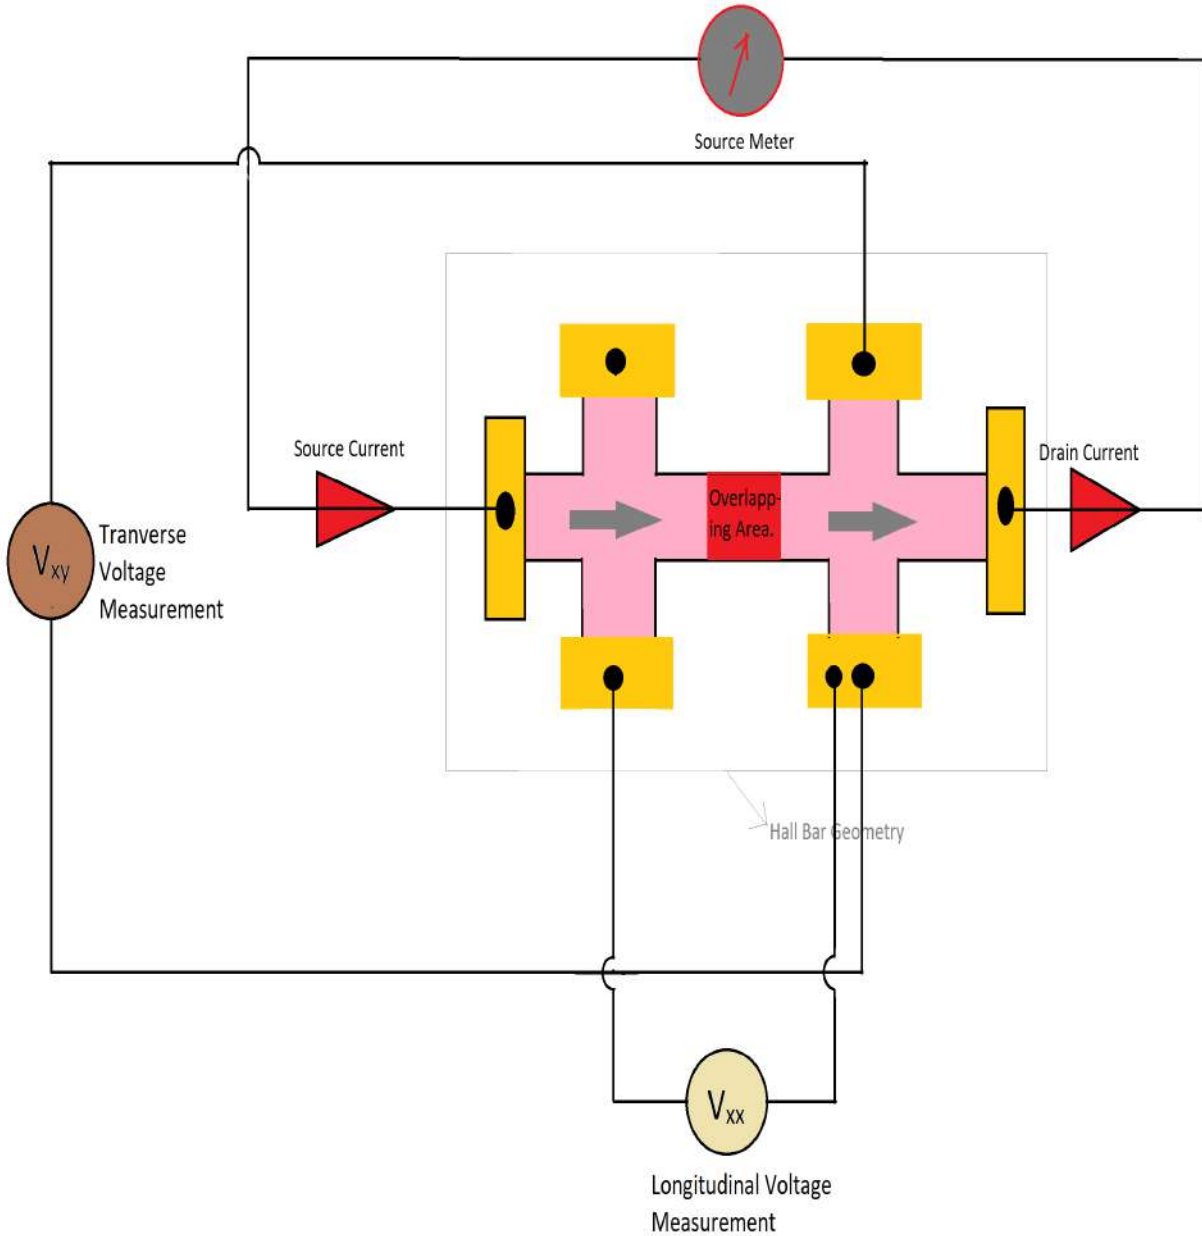 Source Meter
Source Current
Drain Current
Overlapp-
ing Area.
Vxy
Tranverse
Voltage
Measurement
Hall Bar Geometry
Vxx
Longitudinal Voltage
Measurement